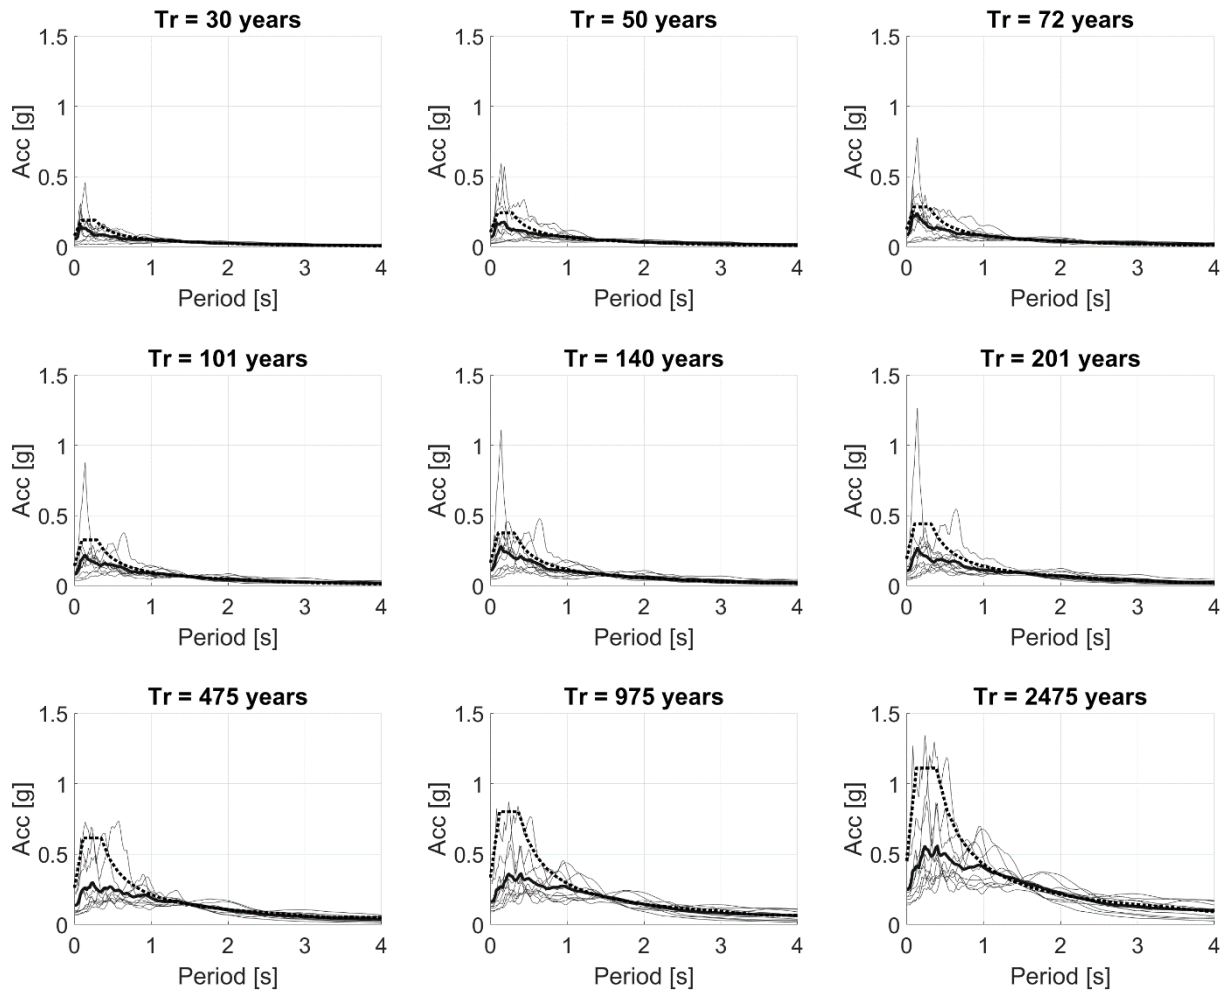 Tr = 30 years
Tr = 50 years
Tr = 72 years
1.5
1
0.5
0
Acc [g]
0 1 2 3 4
Period [s]
1.5
1
0.5
0
Acc [g]
0 1 2 3 4
Period [s]
1.5
1
0.5
0
Acc [g]
0 1 2 3 4
Period [s]
Tr = 101 years
Tr = 140 years
Tr = 201 years
1.5
1
0.5
0
Acc [g]
0 1 2 3 4
Period [s]
1.5
1
0.5
0
Acc [g]
0 1 2 3 4
Period [s]
1.5
1
0.5
0
Acc [g]
0 1 2 3 4
Period [s]
Tr = 475 years
Tr = 975 years
Tr = 2475 years
1.5
1
0.5
0
Acc [g]
0 1 2 3 4
Period [s]
1.5
1
0.5
0
Acc [g]
0 1 2 3 4
Period [s]
1.5
1
0.5
0
Acc [g]
0 1 2 3 4
Period [s]